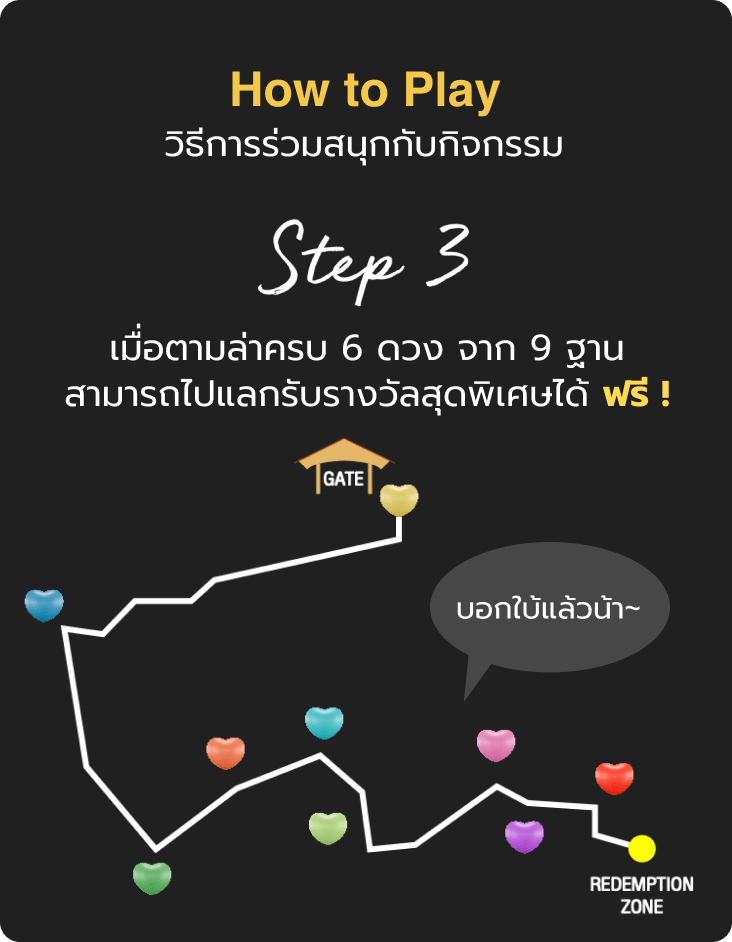 How to Play
วิธีการร่วมสนุกกับกิจกรรม
Step 3
เมื่อตามล่าครบ 6 ดวง จาก 9 ฐาน
สามารถไปแลกรับรางวัลสุดพิเศษได้ ฟรี !
GATE
บอกใบ้แล้วน้า~
REDEMPTION
ZONE